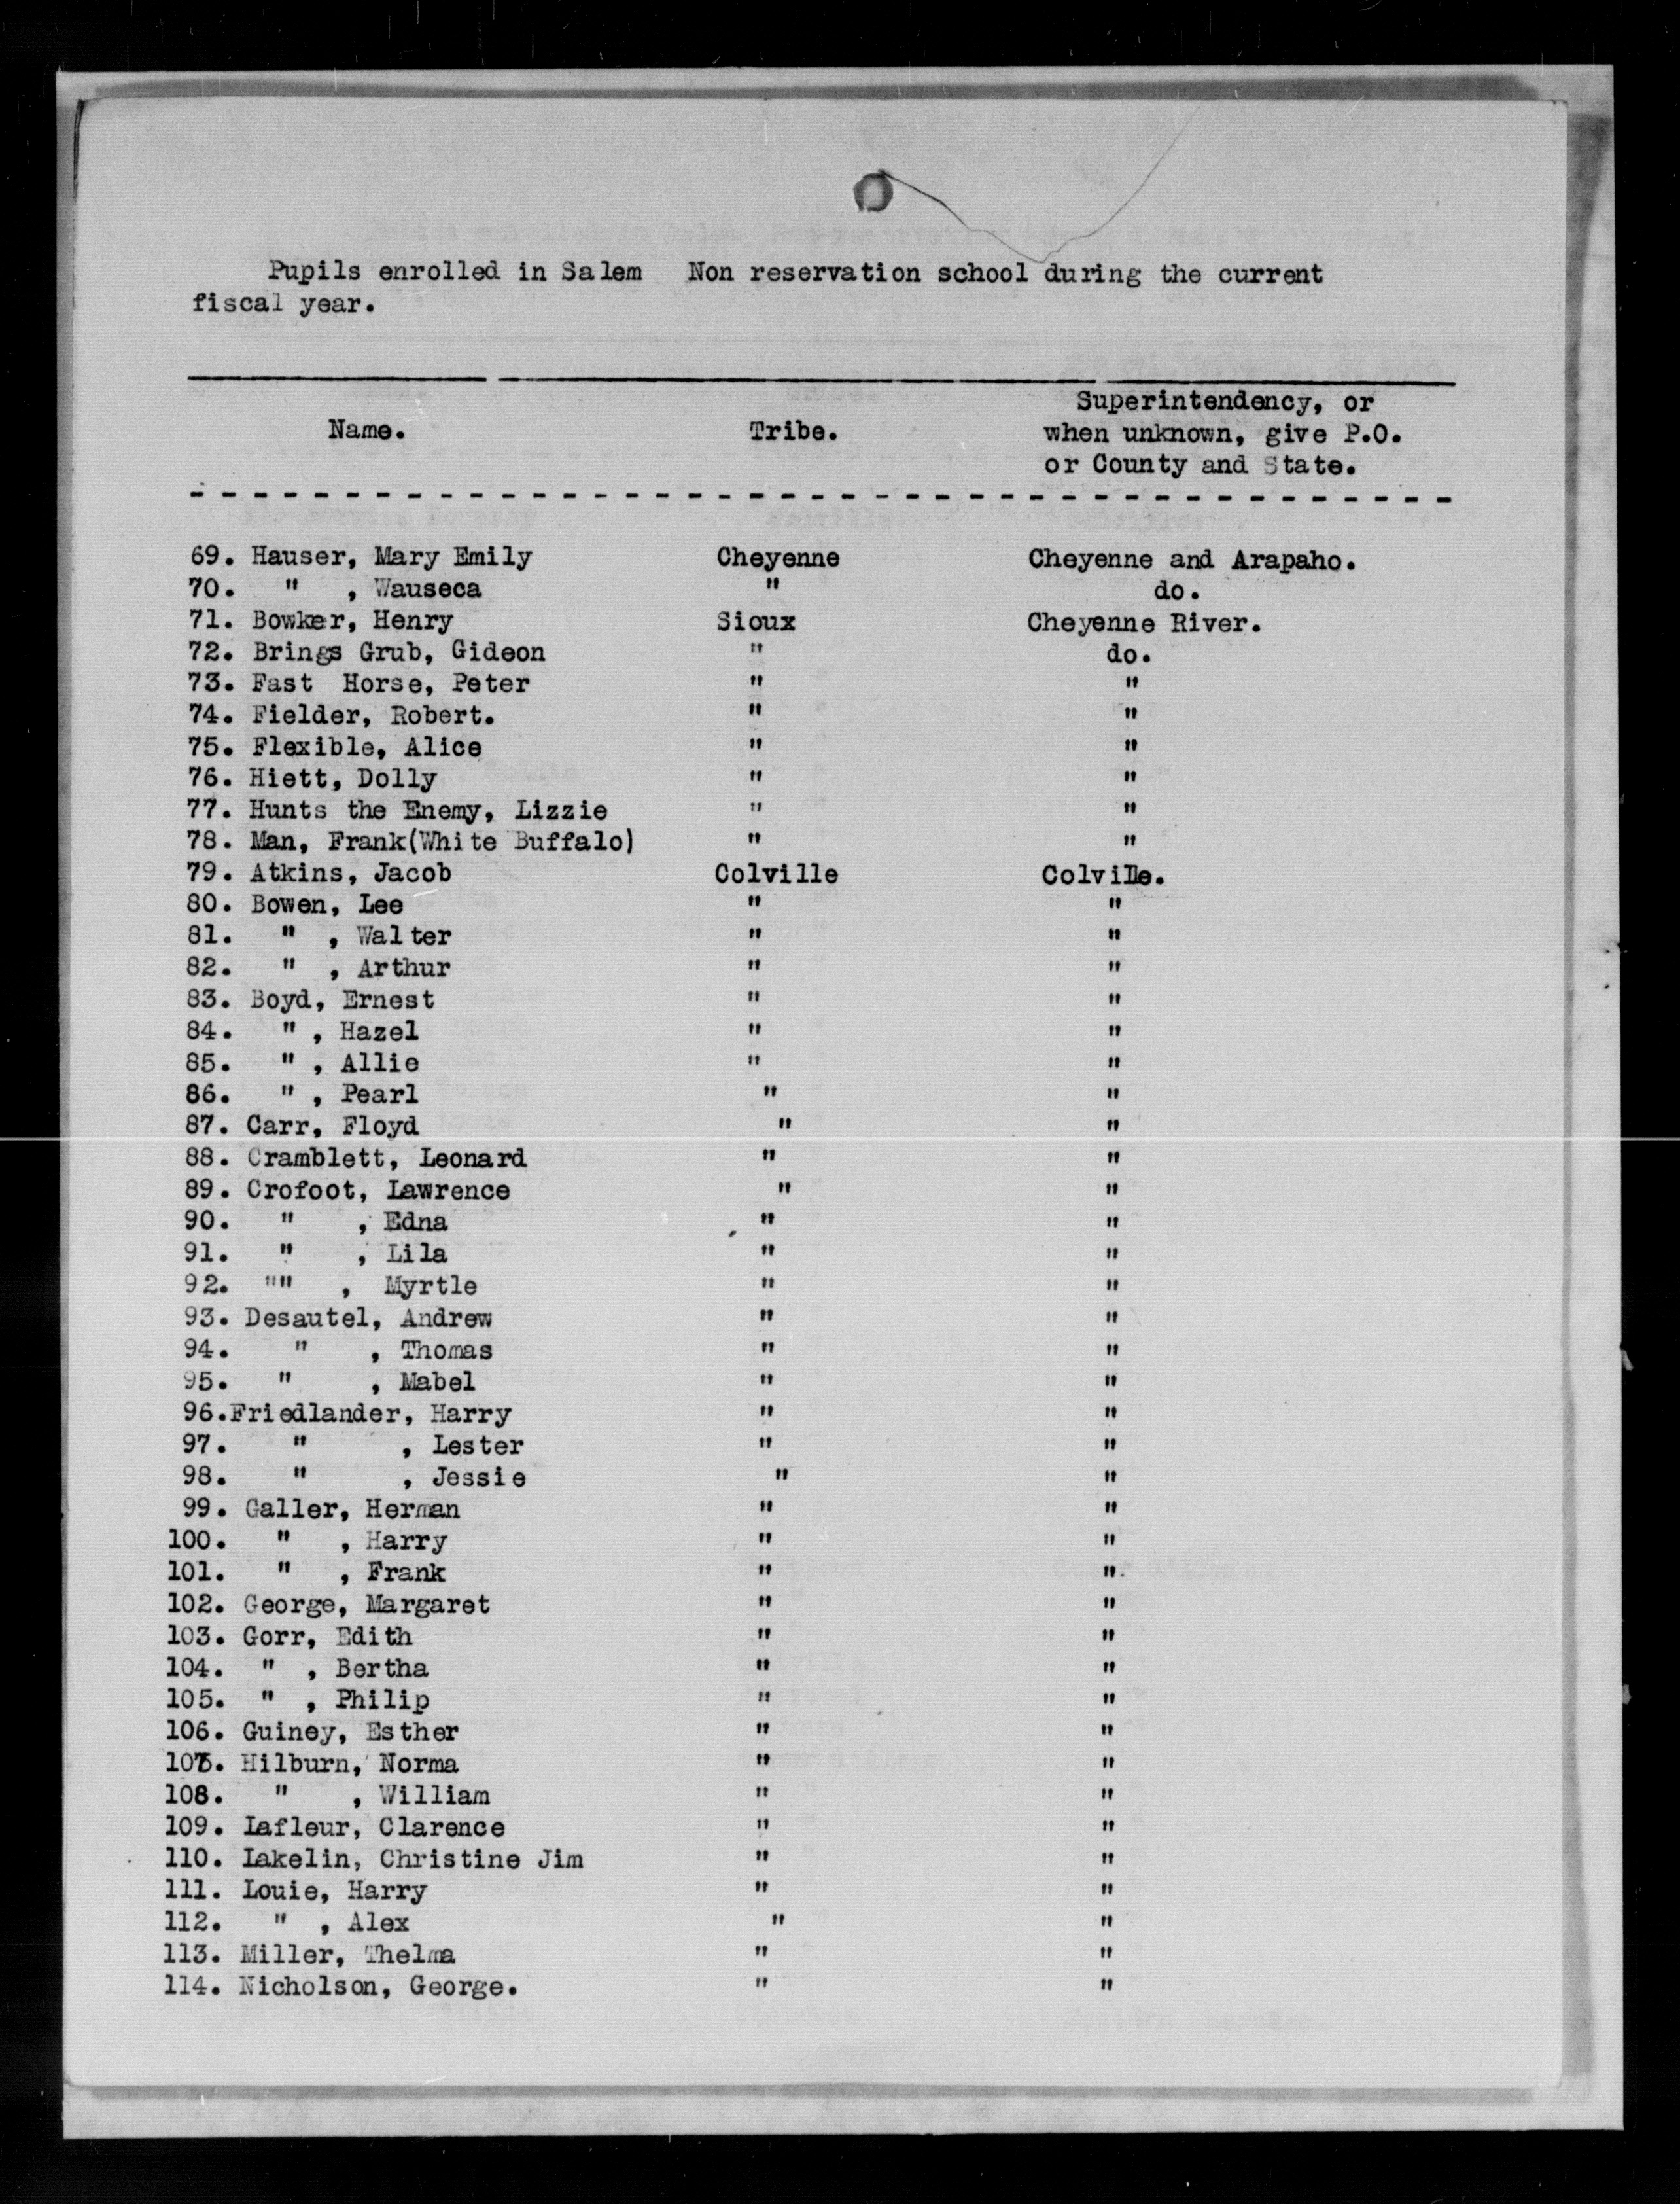 Pupils enrolled in Salem Non reservation school during the current
fiscal year.
Name. Tribe. Superintendency, or
when unknown, give P.O.
or County and State.
69. Hauser, Mary Emily Cheyenne Cheyenne and Arapaho.
70. " , Wauseca " do.
71. Bowker, Henry Sioux Cheyenne River.
72. Brings Grub, Gideon " do.
73. Fast Horse, Peter " "
74. Fielder, Robert. " "
75. Flexible, Alice " "
76. Hiett, Dolly " "
77. Hunts the Enemy, Lizzie " "
78. Man, Frank(White Buffalo) " "
79. Atkins, Jacob Colville Colville.
80. Bowen, Lee " "
81. " , Walter " "
82. " , Arthur " "
83. Boyd, Ernest " "
84. " , Hazel " "
85. " , Allie " "
86. " , Pearl " "
87. Carr, Floyd " "
88. Cramblett, Leonard " "
89. Crofoot, Lawrence " "
90. " , Edna " "
91. " , Lila " "
92. "" , Myrtle " "
93. Desautel, Andrew " "
94. " , Thomas " "
95. " , Mabel " "
96.Friedlander, Harry " "
97. " , Lester " "
98. " , Jessie " "
99. Galler, Herman " "
100. " , Harry " "
101. " , Frank " "
102. George, Margaret " "
103. Gorr, Edith " "
104. " , Bertha " "
105. " , Philip " "
106. Guiney, Esther " "
107. Hilburn, Norma " "
108. " , William " "
109. Lafleur, Clarence " "
110. Lakelin, Christine Jim " "
111. Louie, Harry " "
112. " , Alex " "
113. Miller, Thelma " "
114. Nicholson, George. " "